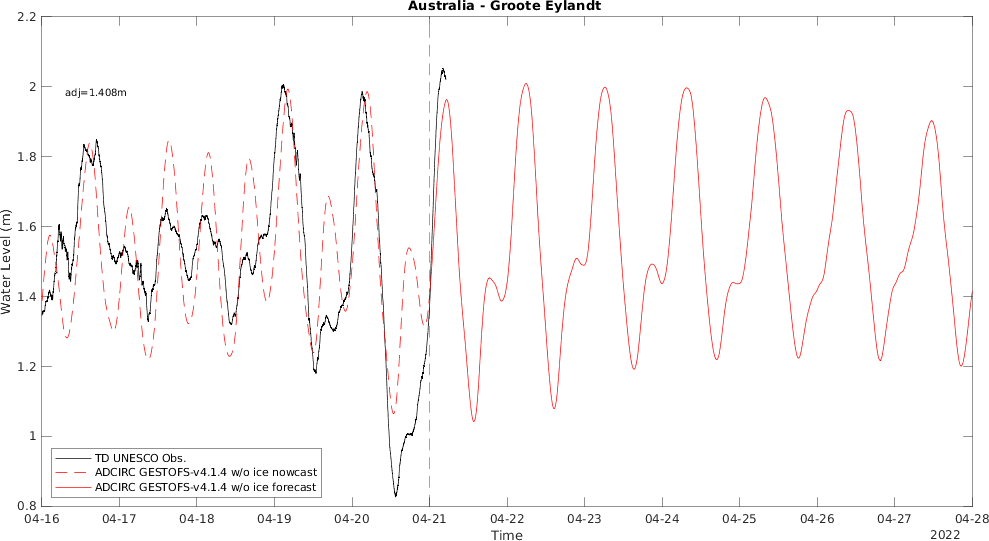 Australia - Groote Eylandt
2.2
2
1.8
1.6
1.4
1.2
1
0.8
Water Level (m)
adj=1.408m
TD UNESCO Obs.
ADCIRC GESTOFS-v4.1.4 w/o ice nowcast
ADCIRC GESTOFS-v4.1.4 w/o ice forecast
04-16 04-17 04-18 04-19 04-20 04-21 04-22 04-23 04-24 04-25 04-26 04-27 04-28
Time
2022